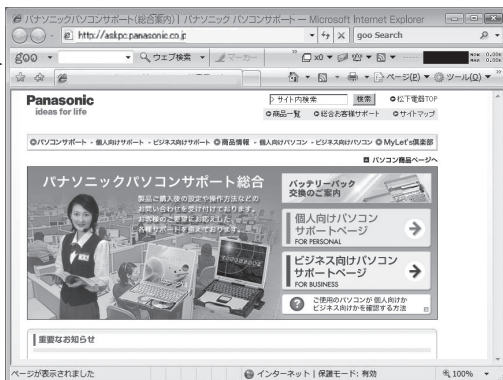 パナソニックパソコンサポート(総合案内) | パナソニック パソコンサポート — Microsoft Internet Explorer
http://askpc.panasonic.co.jp
goo Search
goo
ウェブ検索
マーカー
x0
ページ(P)
ツール(O)
Panasonic
ideas for life
サイト内検索
検索
松下電器TOP
商品一覧
総合お客様サポート
サイトマップ
パソコンサポート - 個人向けサポート - ビジネス向けサポート 商品情報 - 個人向けパソコン - ビジネス向けパソコン MyLet's倶楽部
パソコン商品ページへ
パナソニックパソコンサポート総合
製品ご購入後の設定や操作方法などの
お問い合わせを受け付けております。
お客様のご要望にお応えした、
各種サポートを備えております。
バッテリーパック
交換のご案内
個人向けパソコン
サポートページ
FOR PERSONAL
ビジネス向けパソコン
サポートページ
FOR BUSINESS
ご使用のパソコンが 個人向けか
ビジネス向けかを確認する方法
重要なお知らせ
ページが表示されました
インターネット | 保護モード: 有効
100%